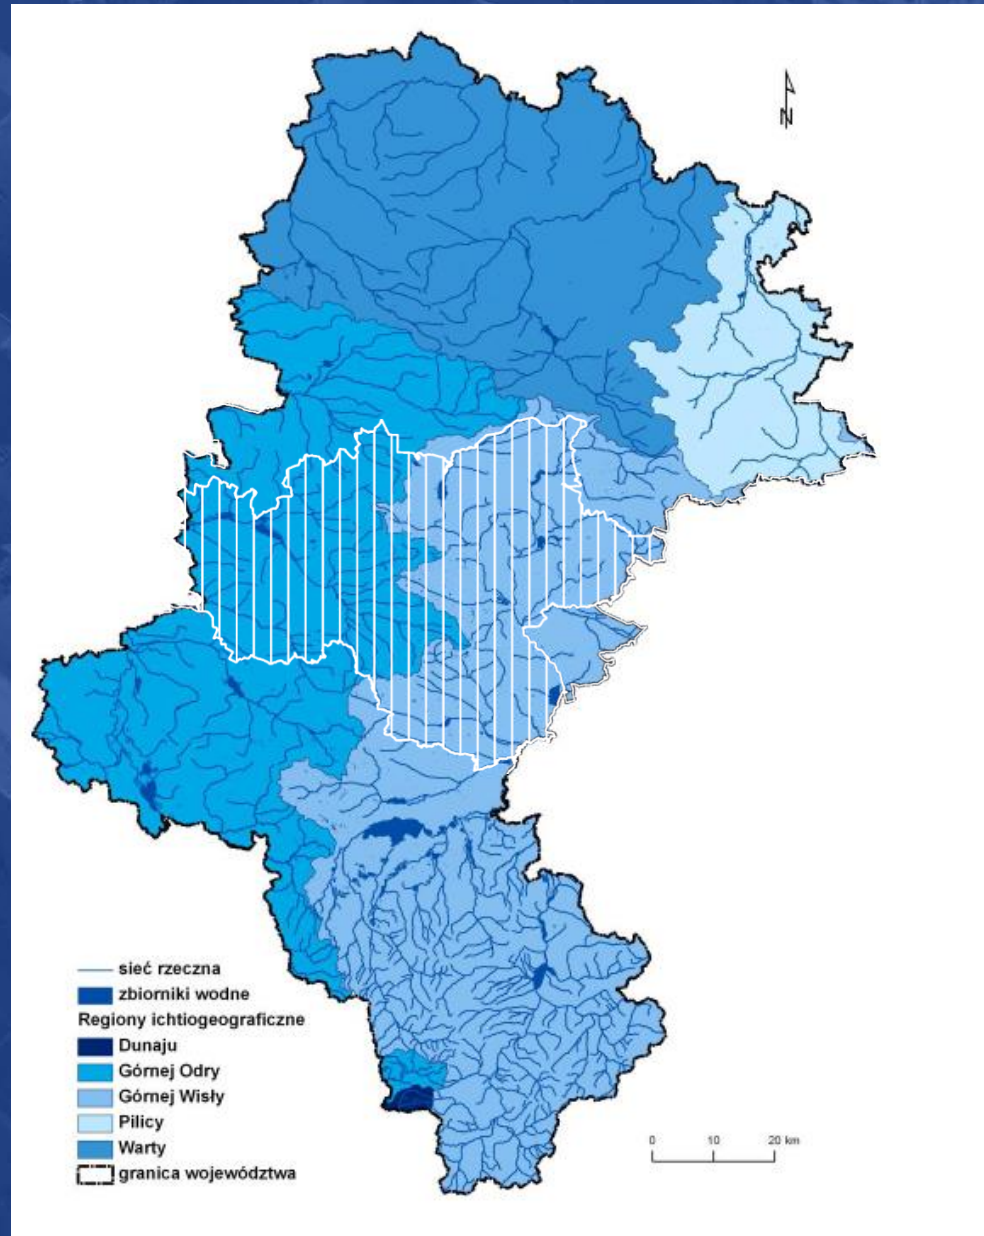 N
sieć rzeczna
zbiorniki wodne
Regiony ichtiogeograficzne
Dunaju
Górnej Odry
Górnej Wisły
Pilicy
Warty
granica województwa
0 10 20 km